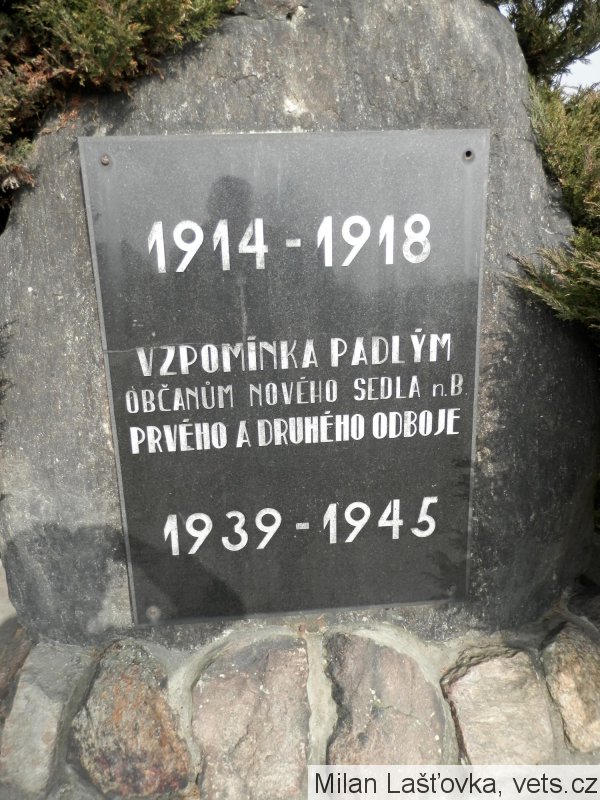 1914 - 1918
VZPOMÍNKA PADLÝM
OBČANŮM NOVÉHO SEDLA n.B.
PRVÉHO A DRUHÉHO ODBOJE
1939 - 1945
Milan Lašťovka, vets.cz